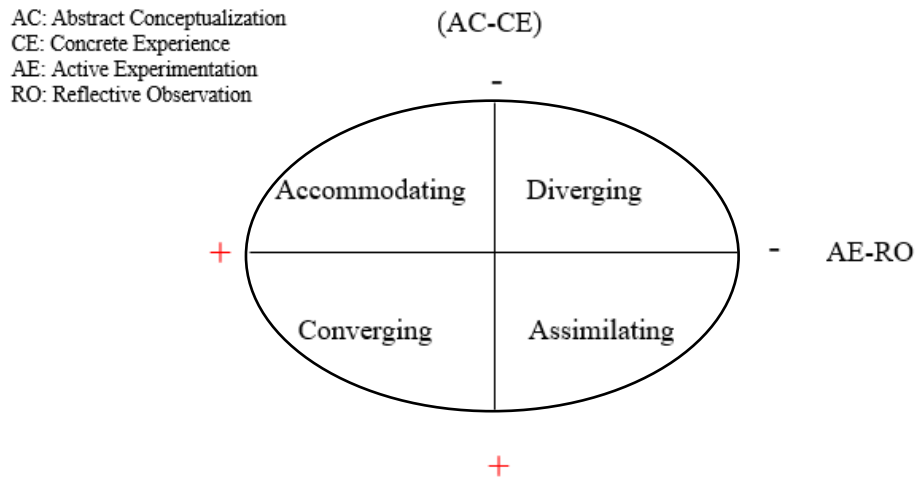 AC: Abstract Conceptualization
CE: Concrete Experience
AE: Active Experimentation
RO: Reflective Observation
(AC-CE)
-
Accommodating
Diverging
+
-
AE-RO
Converging
Assimilating
+